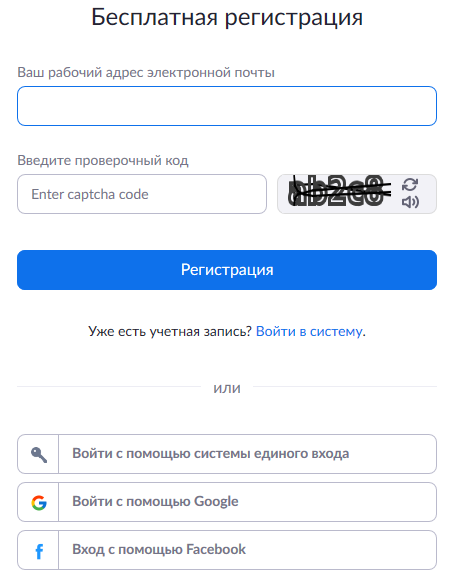 Бесплатная регистрация
Ваш рабочий адрес электронной почты
Введите проверочный код
Enter captcha code
Регистрация
Уже есть учетная запись? Войти в систему.
или
Войти с помощью системы единого входа
Войти с помощью Google
Вход с помощью Facebook